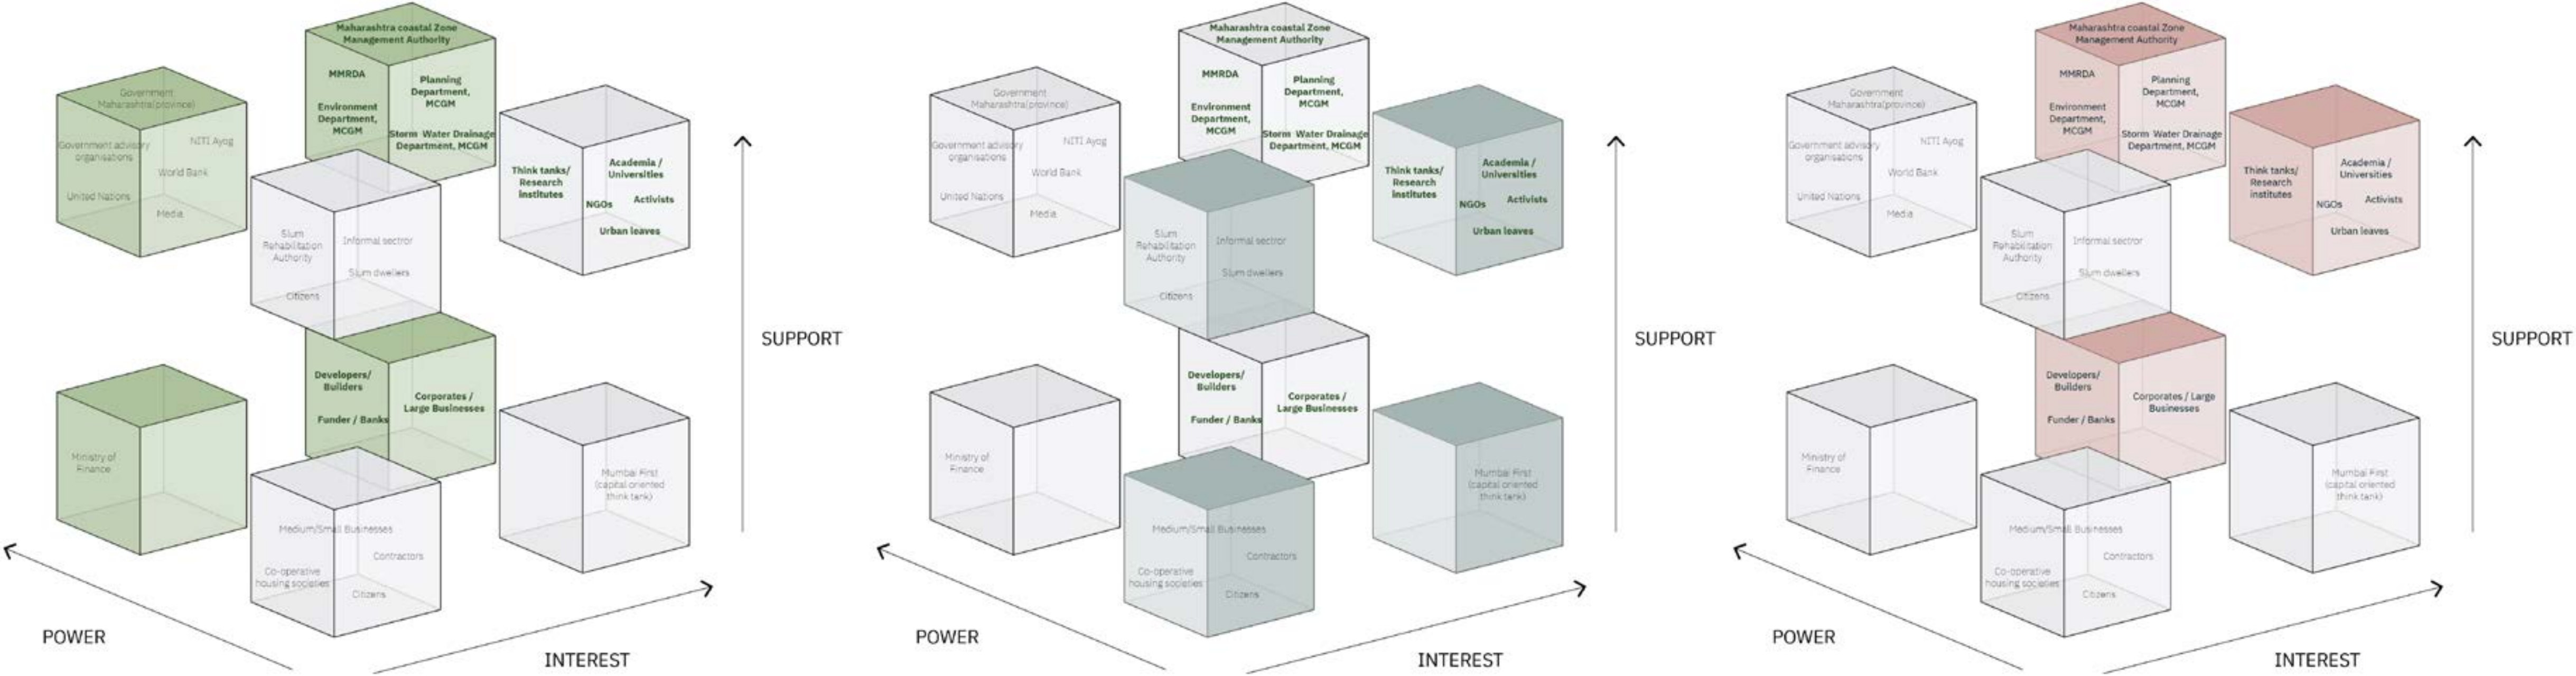 Maharashtra coastal Zone
Management Authority
MMRDA
Planning
Department,
MCGM
Environment
Department,
MCGM
Storm Water Drainage
Department, MCGM
Government
Maharashtra(province)
Government advisory
organisations
NITI Ayog
World Bank
United Nations
Media
Think tanks/
Research
institutes
Academia /
Universities
NGOs
Activists
Urban leaves
Slum
Rehabilitation
Authority
Informal sectror
Slum dwellers
Citizens
SUPPORT
Developers/
Builders
Funder / Banks
Corporates /
Large Businesses
Ministry of
Finance
Mumbai First
(capital oriented
think tank)
Medium/Small Businesses
Contractors
Co-operative
housing societies
Citizens
POWER
INTEREST
Maharashtra coastal Zone
Management Authority
MMRDA
Planning
Department,
MCGM
Environment
Department,
MCGM
Storm Water Drainage
Department, MCGM
Government
Maharashtra(province)
Government advisory
organisations
NITI Ayog
World Bank
United Nations
Media
Think tanks/
Research
institutes
Academia /
Universities
NGOs
Activists
Urban leaves
Slum
Rehabilitation
Authority
Informal sectror
Slum dwellers
Citizens
SUPPORT
Developers/
Builders
Funder / Banks
Corporates /
Large Businesses
Ministry of
Finance
Mumbai First
(capital oriented
think tank)
Medium/Small Businesses
Contractors
Co-operative
housing societies
Citizens
POWER
INTEREST
Maharashtra coastal Zone
Management Authority
MMRDA
Planning
Department,
MCGM
Environment
Department,
MCGM
Storm Water Drainage
Department, MCGM
Government
Maharashtra(province)
Government advisory
organisations
NITI Ayog
World Bank
United Nations
Media
Think tanks/
Research
institutes
Academia /
Universities
NGOs
Activists
Urban leaves
Slum
Rehabilitation
Authority
Informal sectror
Slum dwellers
Citizens
SUPPORT
Developers/
Builders
Funder / Banks
Corporates / Large
Businesses
Ministry of
Finance
Mumbai First
(capital oriented
think tank)
Medium/Small Businesses
Contractors
Co-operative
housing societies
Citizens
POWER
INTEREST